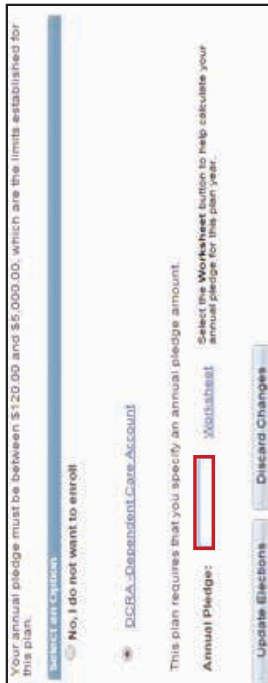 Your annual pledge must be between $120.00 and $5,000.00, which are the limits established for
this plan.
Select an Option
No, I do not want to enroll
DCRA -Dependent Care Account
This plan requires that you specify an annual pledge amount.
Annual Pledge: Worksheet Select the Worksheet button to help calculate your
annual pledge for this plan year.
Update Elections Discard Changes